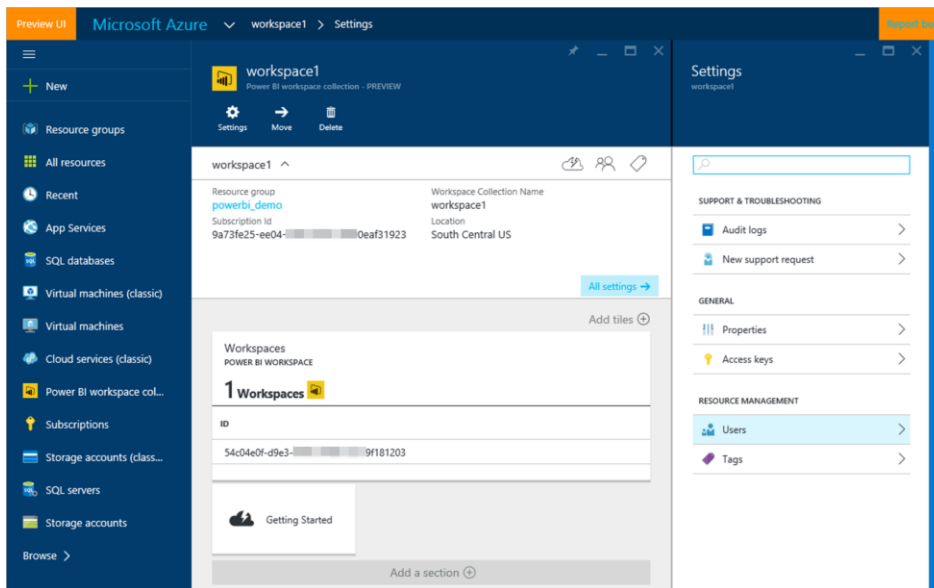 Preview UI
Microsoft Azure
workspace1 > Settings
Report
New
Resource groups
All resources
Recent
App Services
SQL databases
Virtual machines (classic)
Virtual machines
Cloud services (classic)
Power BI workspace col...
Subscriptions
Storage accounts (class...
SQL servers
Storage accounts
Browse >
workspace1
Power BI workspace collection - PREVIEW
Settings
Move
Delete
workspace1
Resource group
powerbi_demo
Subscription Id
9a73fe25-ee04- 0eaf31923
Workspace Collection Name
workspace1
Location
South Central US
All settings →
Add tiles
Workspaces
POWER BI WORKSPACE
1 Workspaces
ID
54c04e0f-d9e3- 9f181203
Getting Started
Add a section
Settings
workspace1
SUPPORT & TROUBLESHOOTING
Audit logs
New support request
GENERAL
Properties
Access keys
RESOURCE MANAGEMENT
Users
Tags